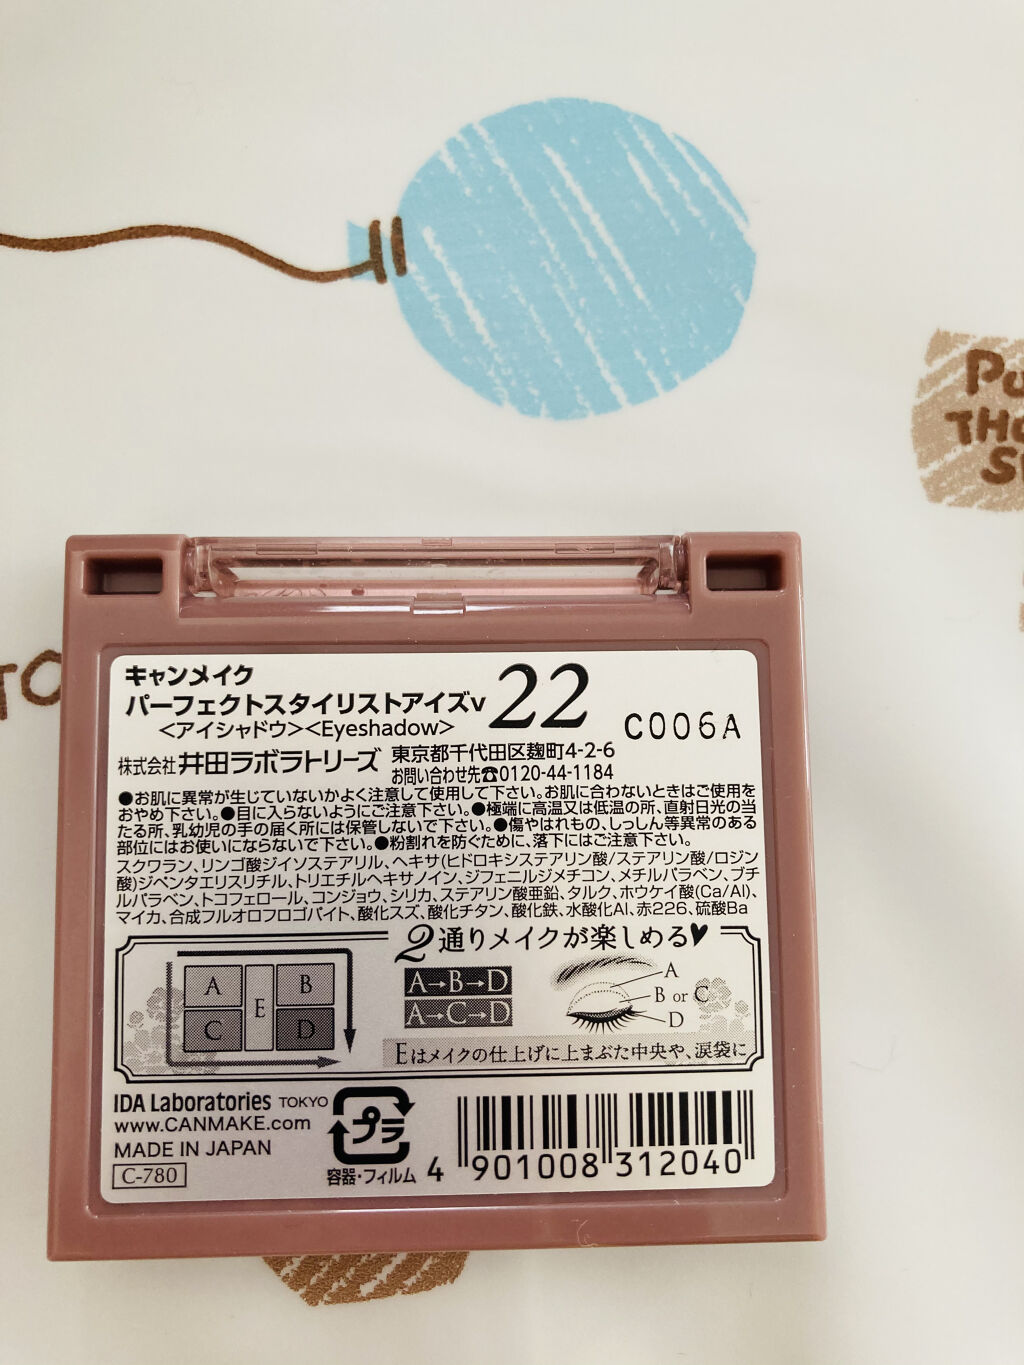 PU
THO
S
TO
キャンメイク
パーフェクトスタイリストアイズv
22
<アイシャドウ><Eyeshadow>
C006A
株式会社 井田ラボラトリーズ
東京都千代田区麹町4-2-6
お問い合わせ先☎0120-44-1184
●お肌に異常が生じていないかよく注意して使用して下さい。お肌に合わないときはご使用を
おやめ下さい。●目に入らないようにご注意下さい。●極端に高温又は低温の所、直射日光の当
たる所、乳幼児の手の届く所には保管しないで下さい。●傷やはれもの、しっしん等異常のある
部位にはお使いにならないで下さい。●粉割れを防ぐために、落下にはご注意下さい。
スクワラン、リンゴ酸ジイソステアリル、ヘキサ(ヒドロキシステアリン酸/ステアリン酸/ロジン
酸)ジペンタエリスリチル、トリエチルヘキサノイン、ジフェニルジメチコン、メチルパラベン、ブチ
ルパラベン、トコフェロール、コンジョウ、シリカ、ステアリン酸亜鉛、タルク、ホウケイ酸(Ca/Al)、
マイカ、合成フルオロフロゴパイト、酸化スズ、酸化チタン、酸化鉄、水酸化Al、赤226、硫酸Ba
2通りメイクが楽しめる♥
A B
E
C D
A→B→D
A→C→D
A
B or C
D
Eはメイクの仕上げに上まぶた中央や、涙袋に
IDA Laboratories TOKYO
www.CANMAKE.com
MADE IN JAPAN
C-780
プラ
容器・フィルム
4 901008 312040